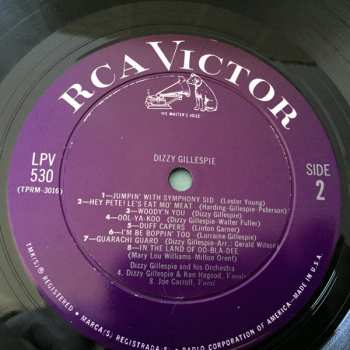 RCA VICTOR
"HIS MASTER'S VOICE"
DIZZY GILLESPIE
LPV
530
(TPRM-3016)
SIDE
2
1—JUMPIN' WITH SYMPHONY SID (Lester Young)
2—HEY PETE! LE'S EAT MO' MEAT (Harding-Gillespie-Peterson)
3—WOODY'N YOU (Dizzy Gillespie)
4—OOL-YA-KOO (Dizzy Gillespie-Walter Fuller)
5—DUFF CAPERS (Linton Garner)
6—I'M BE BOPPIN' TOO (Lorraine Gillespie)
7—GUARACHI GUARO (Dizzy Gillespie-Arr.: Gerald Wilson)
8—IN THE LAND OF OO-BLA-DEE
(Mary Lou Williams-Milton Orent)
Dizzy Gillespie and his Orchestra
4. Dizzy Gillespie & Ken Hagood, Vocals
8. Joe Carroll, Vocal
TMK(S) ® REGISTERED • MARCA(S) REGISTRADA(S) RADIO CORPORATION OF AMERICA—MADE IN U.S.A.